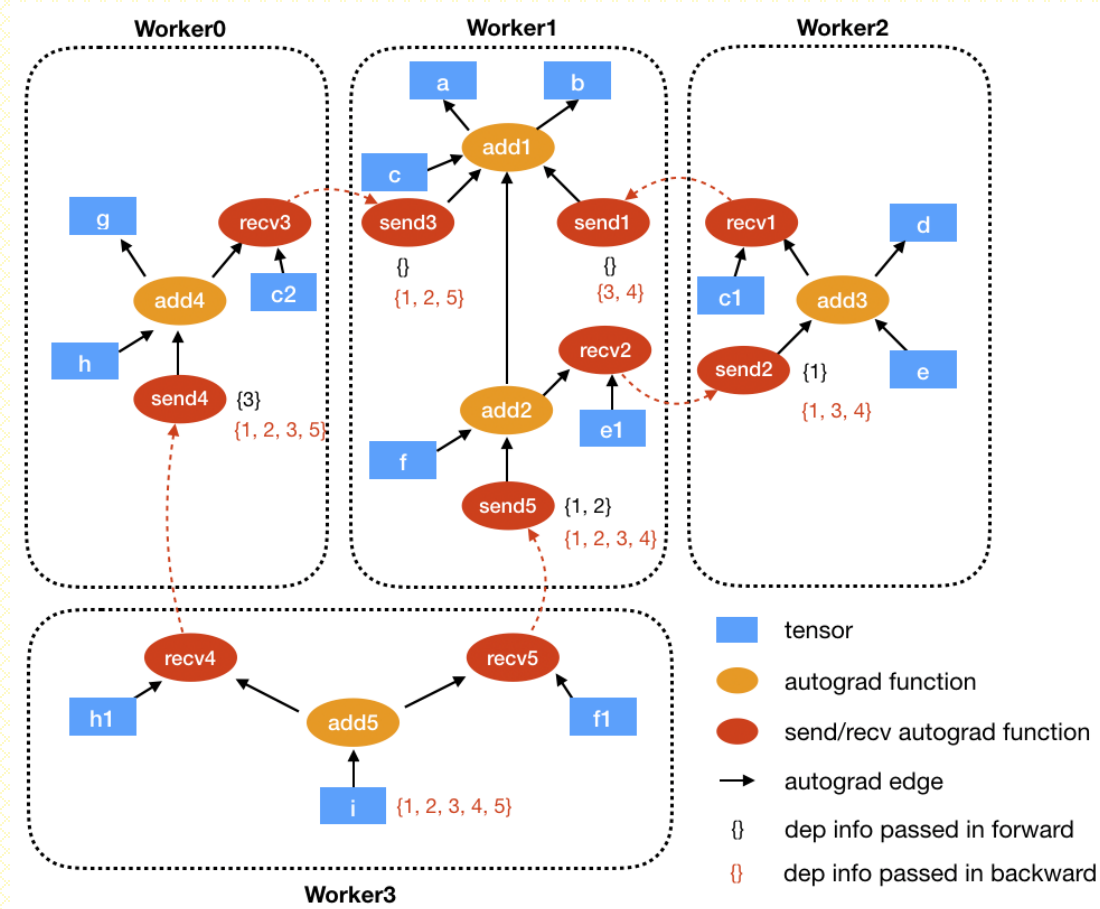 Worker0
Worker1
Worker2
a
b
add1
c
g
recv3
send3
send1
recv1
d
{}
{1, 2, 5}
{}
{3, 4}
add4
c2
c1
add3
h
recv2
send2
{1}
{1, 3, 4}
e
send4
{3}
{1, 2, 3, 5}
add2
e1
f
send5
{1, 2}
{1, 2, 3, 4}
recv4
recv5
h1
add5
f1
i
{1, 2, 3, 4, 5}
Worker3
tensor
autograd function
send/recv autograd function
autograd edge
{} dep info passed in forward
{} dep info passed in backward